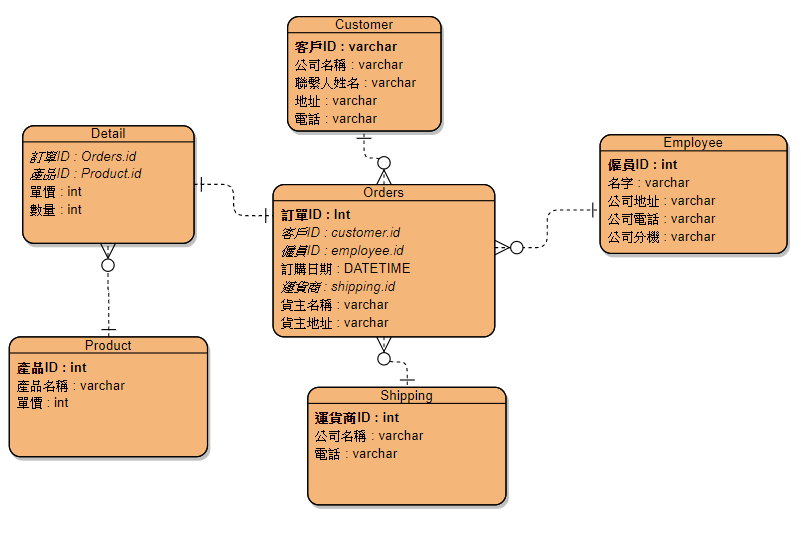 Customer
客戶ID : varchar
公司名稱 : varchar
聯繫人姓名 : varchar
地址 : varchar
電話 : varchar
Detail
訂單ID : Orders.id
產品ID : Product.id
單價 : int
數量 : int
Orders
訂單ID : Int
客戶ID : customer.id
僱員ID : employee.id
訂購日期 : DATETIME
運貨商 : shipping.id
貨主名稱 : varchar
貨主地址 : varchar
Employee
僱員ID : int
名字 : varchar
公司地址 : varchar
公司電話 : varchar
公司分機 : varchar
Product
產品ID : int
產品名稱 : varchar
單價 : int
Shipping
運貨商ID : int
公司名稱 : varchar
電話 : varchar